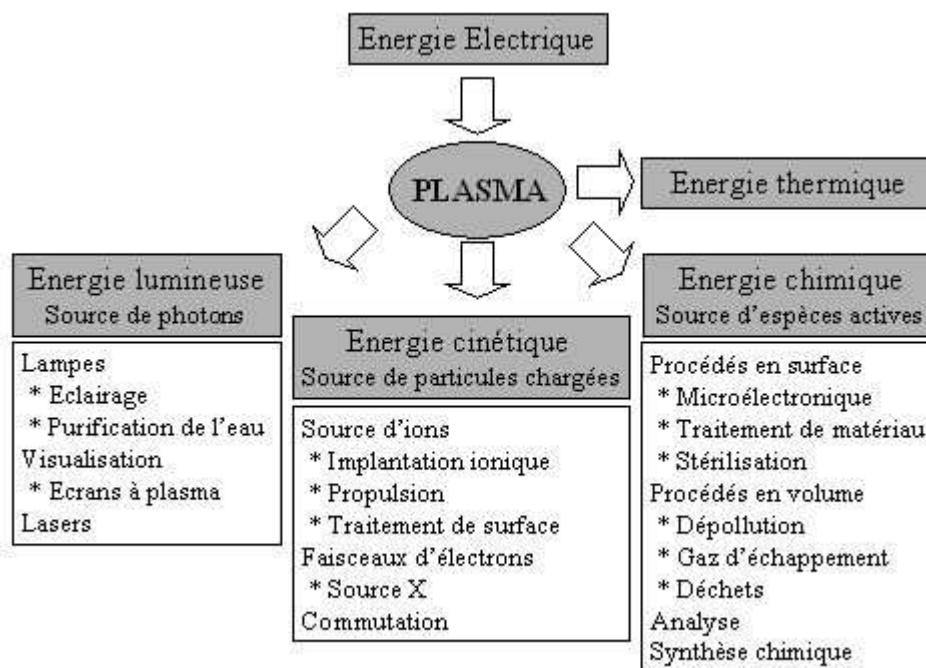 Energie Electrique
PLASMA
Energie thermique
Energie lumineuse
Source de photons
Lampes
* Eclairage
* Purification de l'eau
Visualisation
* Ecrans à plasma
Lasers
Energie cinétique
Source de particules chargées
Source d'ions
* Implantation ionique
* Propulsion
* Traitement de surface
Faisceaux d'électrons
* Source X
Commutation
Energie chimique
Source d'espèces actives
Procédés en surface
* Microélectronique
* Traitement de matériau
* Stérilisation
Procédés en volume
* Dépollution
* Gaz d'échappement
* Déchets
Analyse
Synthèse chimique